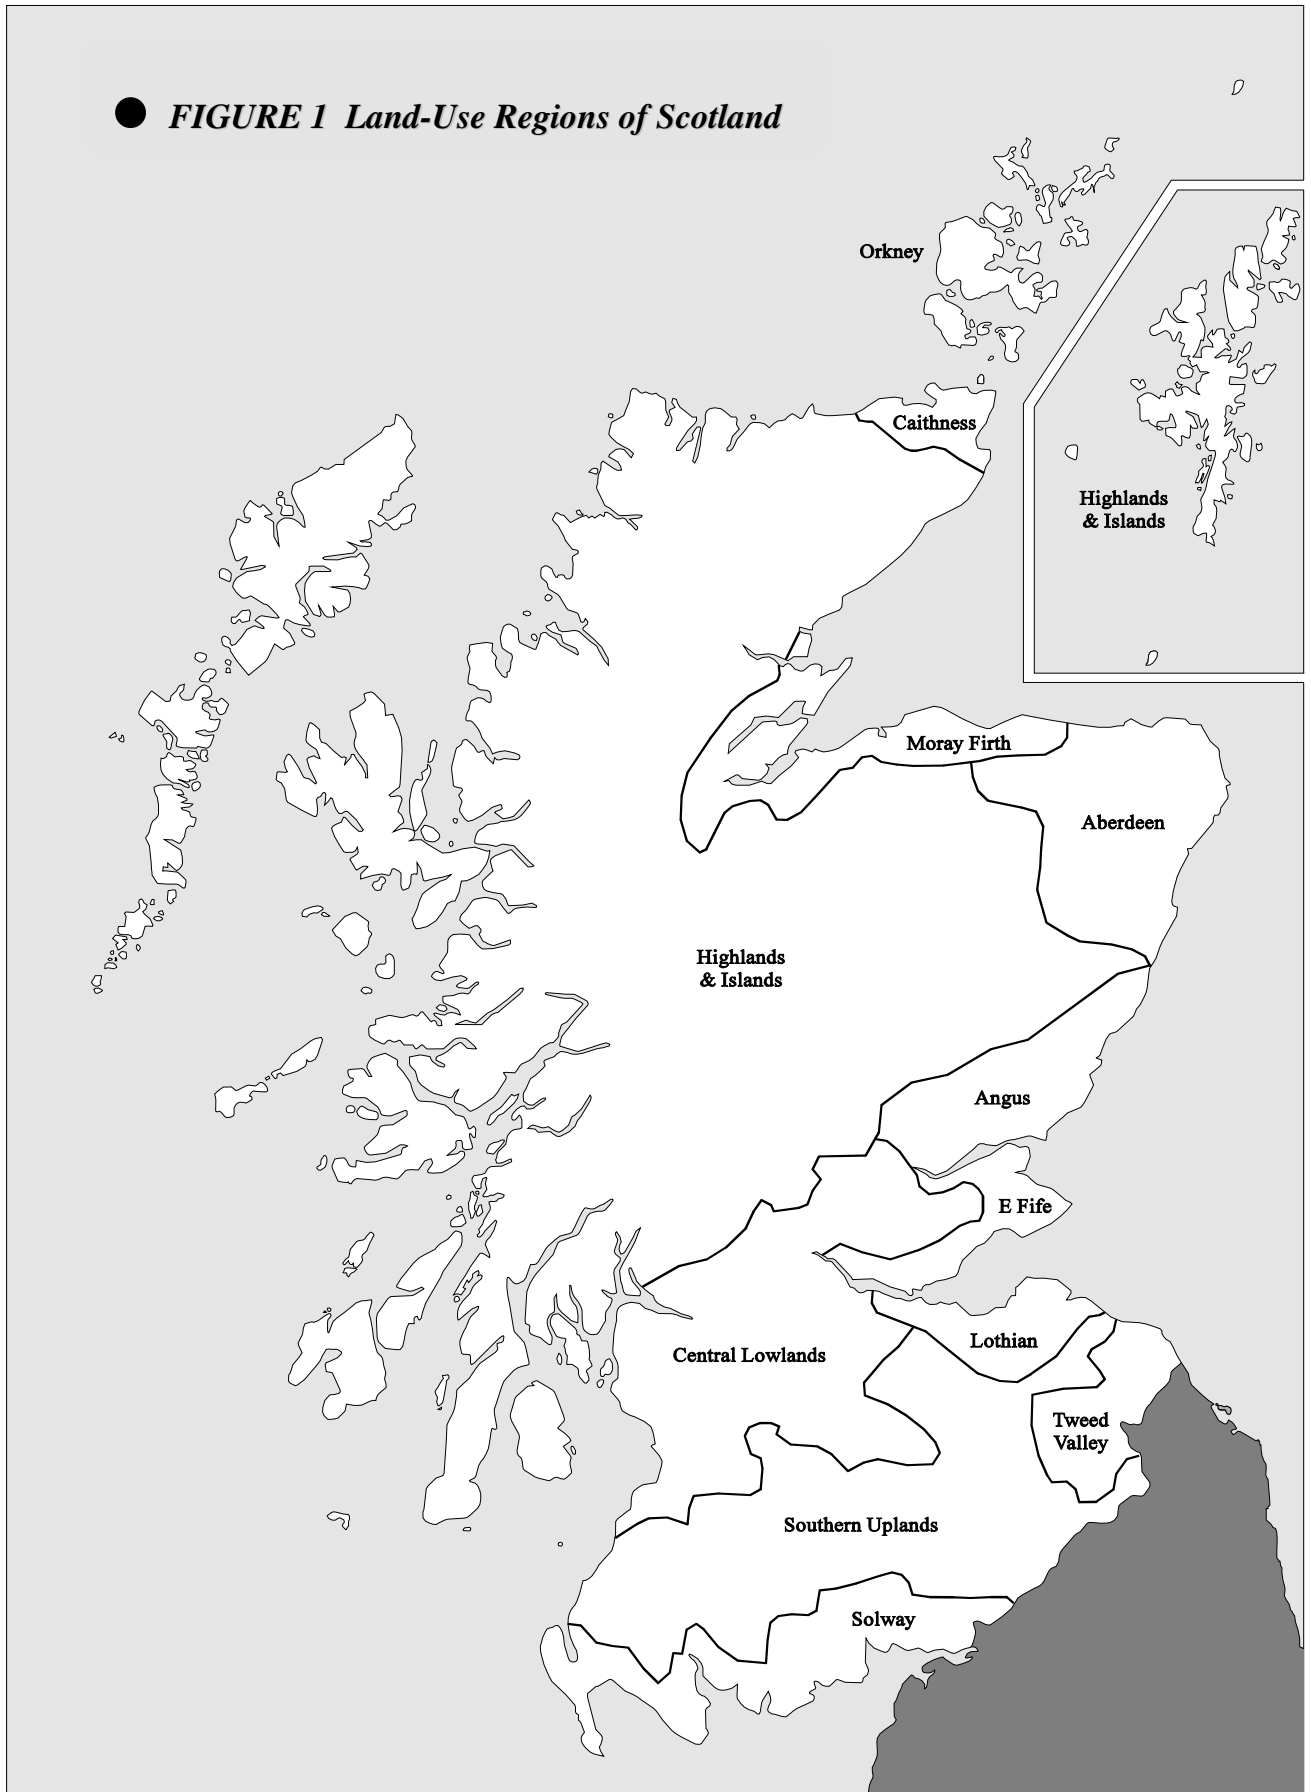 FIGURE 1 Land-Use Regions of Scotland
Orkney
Caithness
Highlands
& Islands
Moray Firth
Aberdeen
Highlands
& Islands
Angus
E Fife
Lothian
Central Lowlands
Tweed
Valley
Southern Uplands
Solway